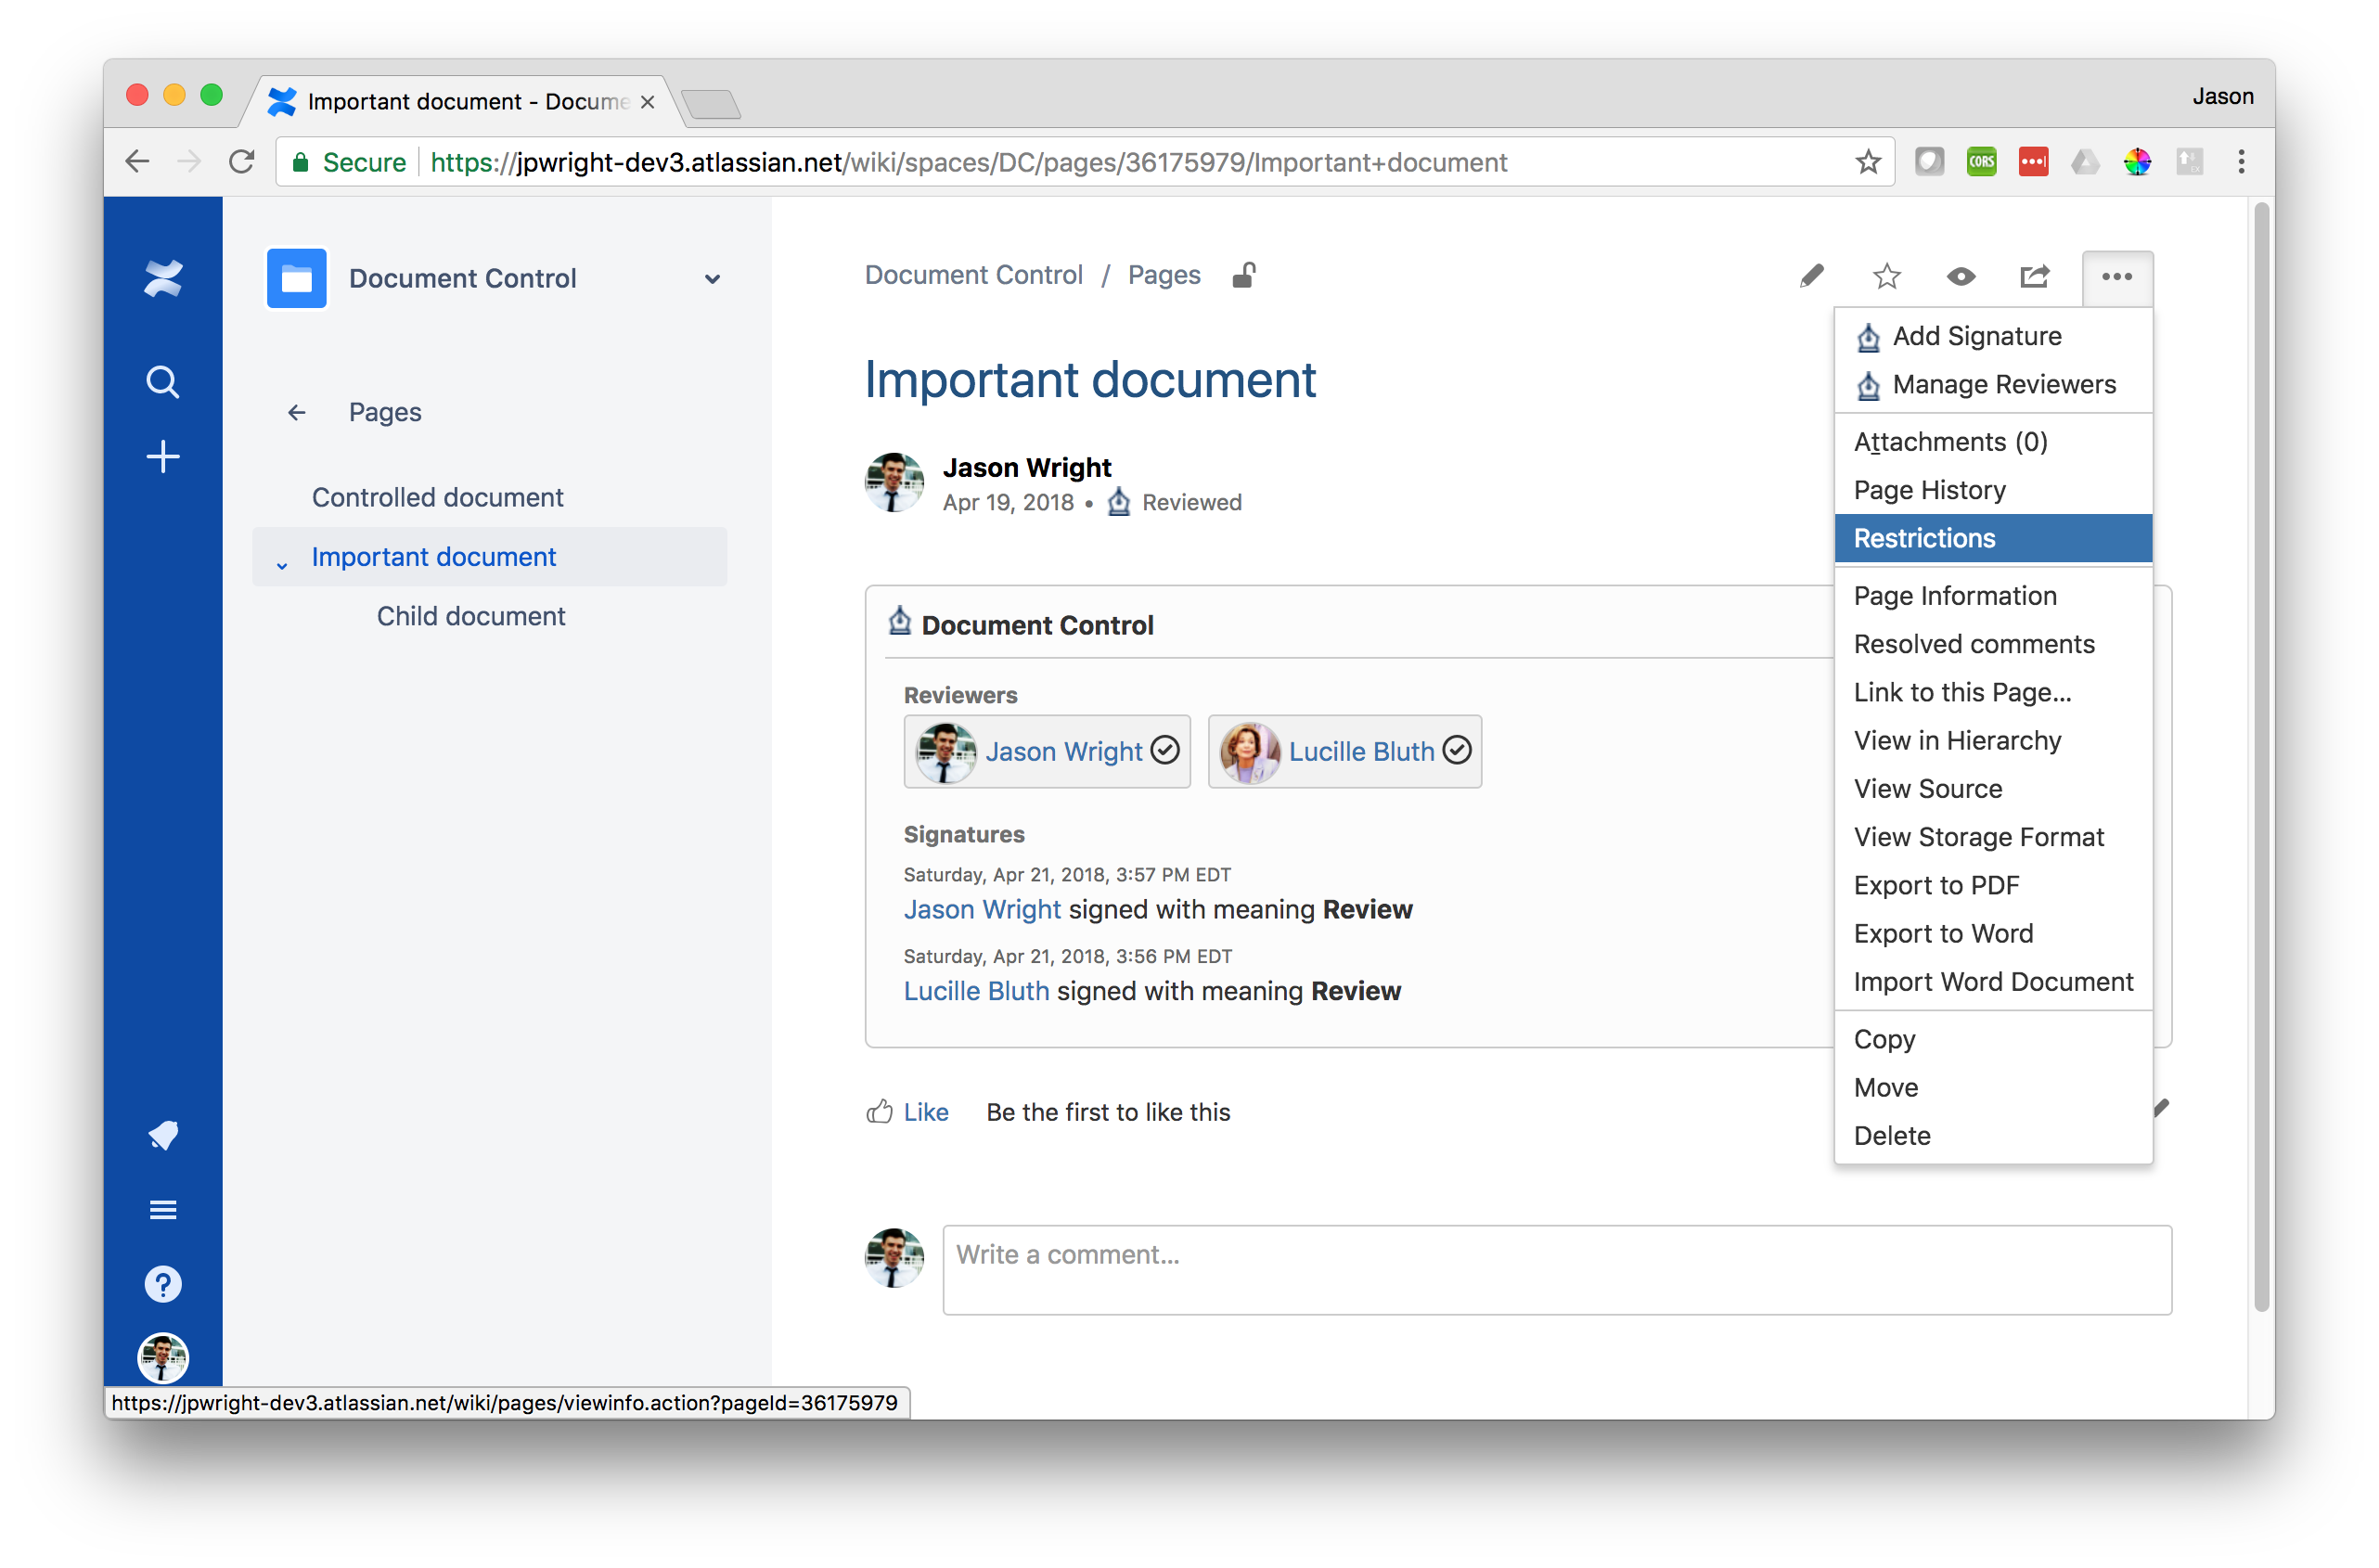 Important document - Docume
Jason
Secure
https://jpwright-dev3.atlassian.net/wiki/spaces/DC/pages/36175979/Important+document
CORS
Document Control
Pages
Controlled document
Important document
Child document
Document Control / Pages
Important document
Jason Wright
Apr 19, 2018 • Reviewed
Document Control
Reviewers
Jason Wright
Lucille Bluth
Signatures
Saturday, Apr 21, 2018, 3:57 PM EDT
Jason Wright signed with meaning Review
Saturday, Apr 21, 2018, 3:56 PM EDT
Lucille Bluth signed with meaning Review
Like
Be the first to like this
Write a comment...
Add Signature
Manage Reviewers
Attachments (0)
Page History
Restrictions
Page Information
Resolved comments
Link to this Page...
View in Hierarchy
View Source
View Storage Format
Export to PDF
Export to Word
Import Word Document
Copy
Move
Delete
https://jpwright-dev3.atlassian.net/wiki/pages/viewinfo.action?pageId=36175979